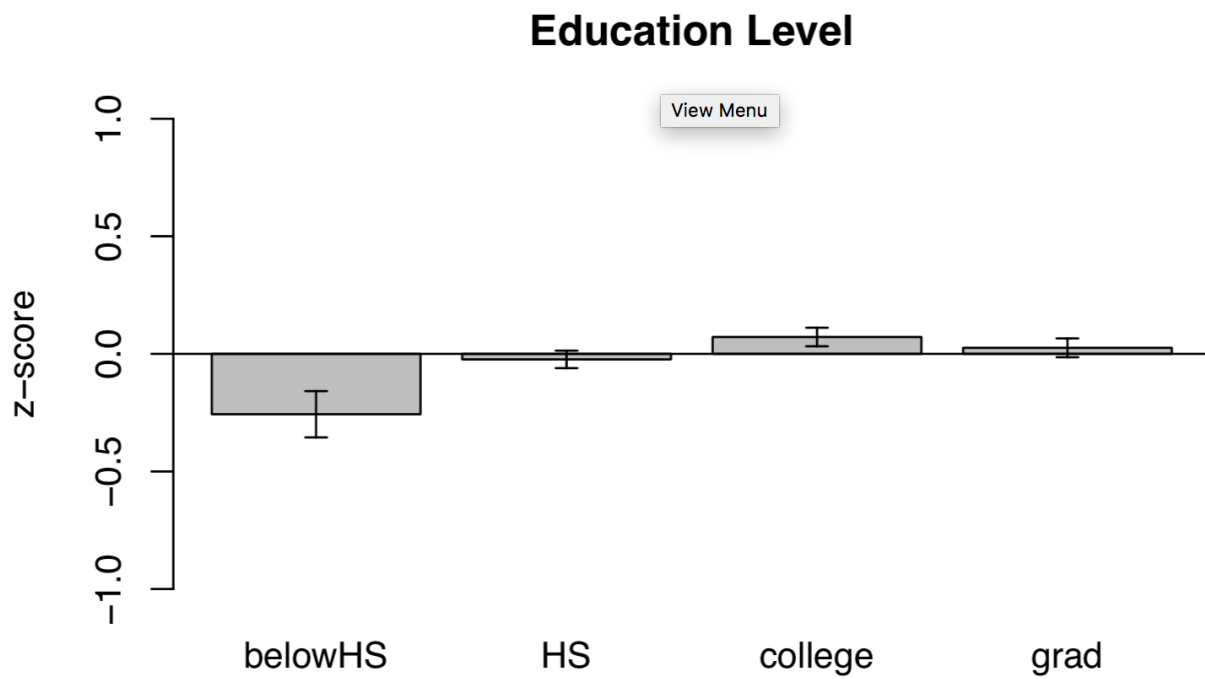 Education Level
View Menu
z−score
1.0
0.5
0.0
−0.5
−1.0
belowHS HS college grad